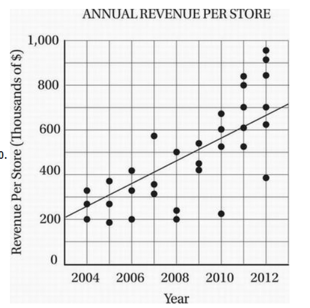 ANNUAL REVENUE PER STORE
Revenue Per Store (Thousands of $)
1,000
800
600
400
200
0
2004 2006 2008 2010 2012
Year